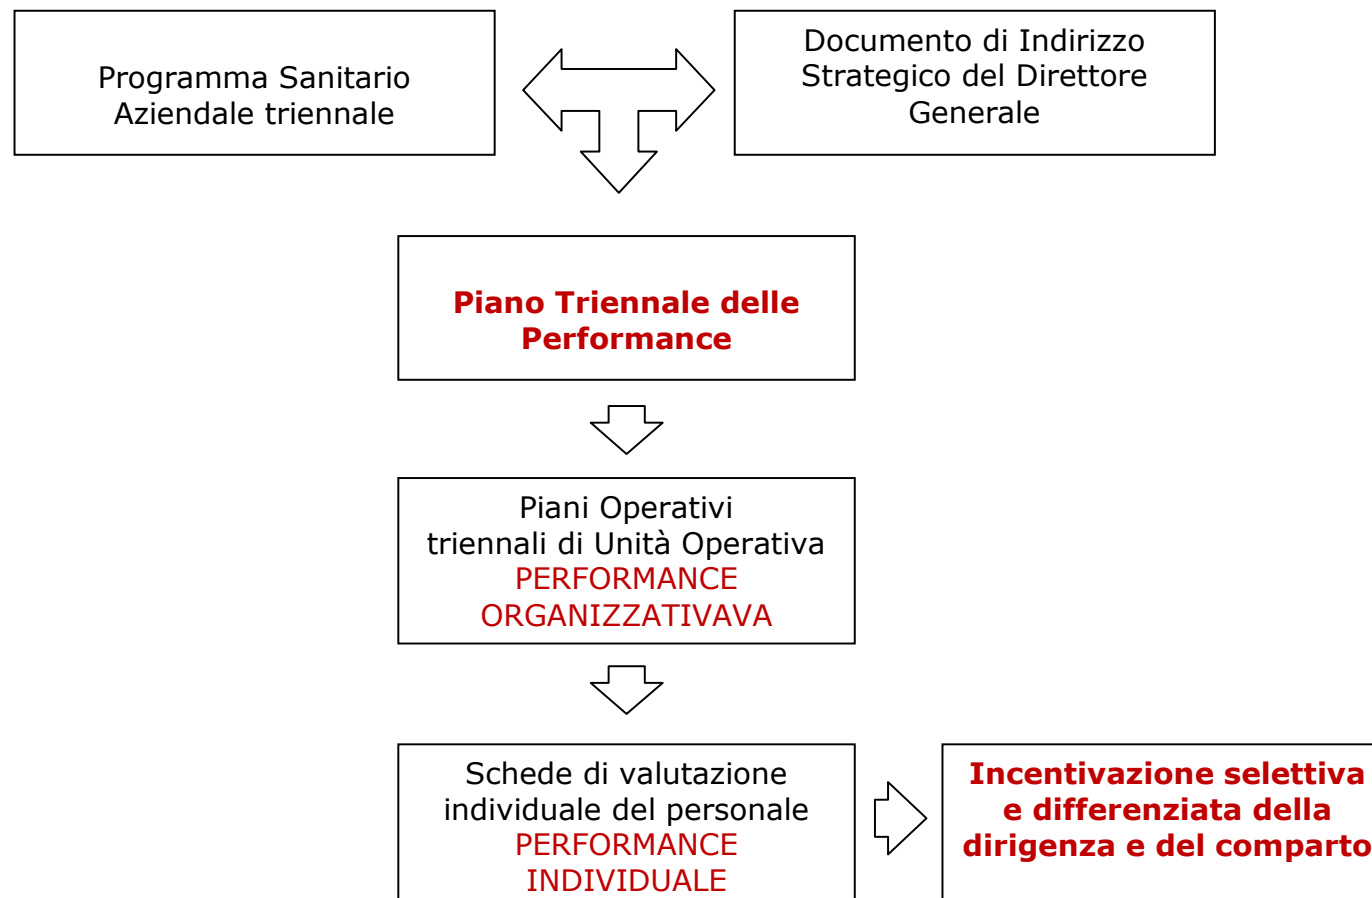 Programma Sanitario
Aziendale triennale
Documento di Indirizzo
Strategico del Direttore
Generale
Piano Triennale delle
Performance
Piani Operativi
triennali di Unità Operativa
PERFORMANCE
ORGANIZZATIVAVA
Schede di valutazione
individuale del personale
PERFORMANCE
INDIVIDUALE
Incentivazione selettiva
e differenziata della
dirigenza e del comparto